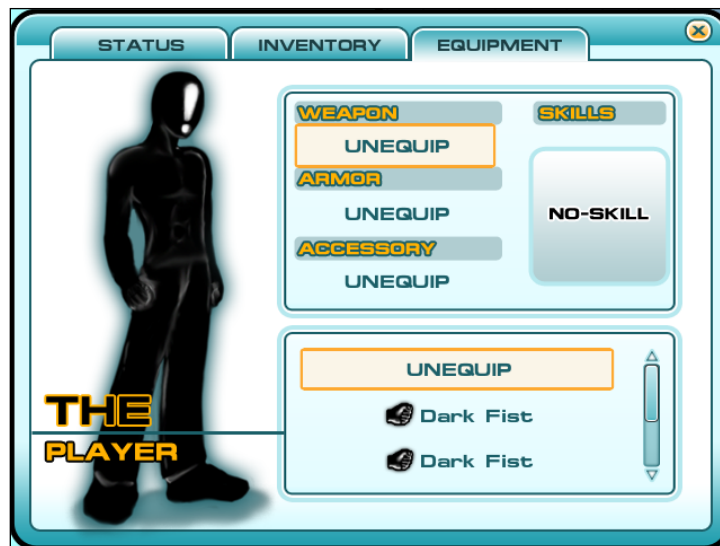 STATUS
INVENTORY
EQUIPMENT
WEAPON
UNEQUIP
ARMOR
UNEQUIP
ACCESSORY
UNEQUIP
SKILLS
NO-SKILL
THE
PLAYER
UNEQUIP
Dark Fist
Dark Fist